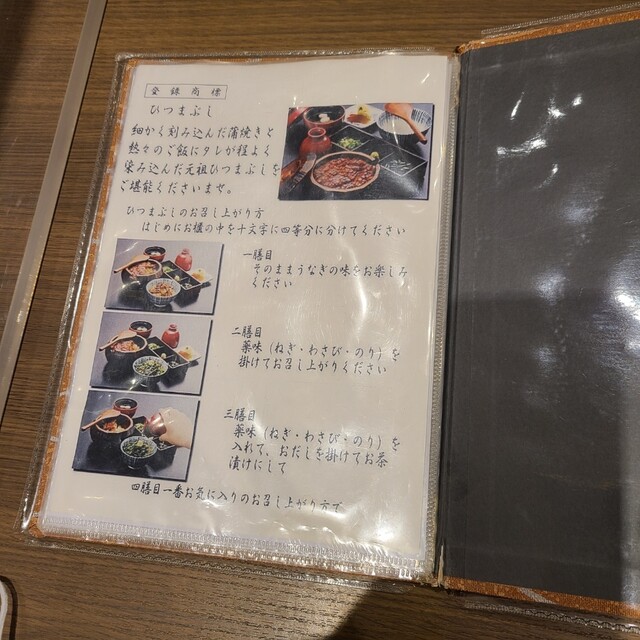 登録商標
ひつまぶし
細かく刻み込んだ蒲焼きと
熱々のご飯にタレが程よく
染み込んだ元祖ひつまぶしを
ご堪能くださいませ。
ひつまぶしのお召し上がり方
はじめにお櫃の中を十文字に四等分に分けてください
一膳目
そのままうなぎの味をお楽しみ
ください
二膳目
薬味（ねぎ・わさび・のり）を
掛けてお召し上がりください
三膳目
薬味（ねぎ・わさび・のり）を
入れて、おだしを掛けてお茶
漬けにして
四膳目一番お気に入りのお召し上がり方で